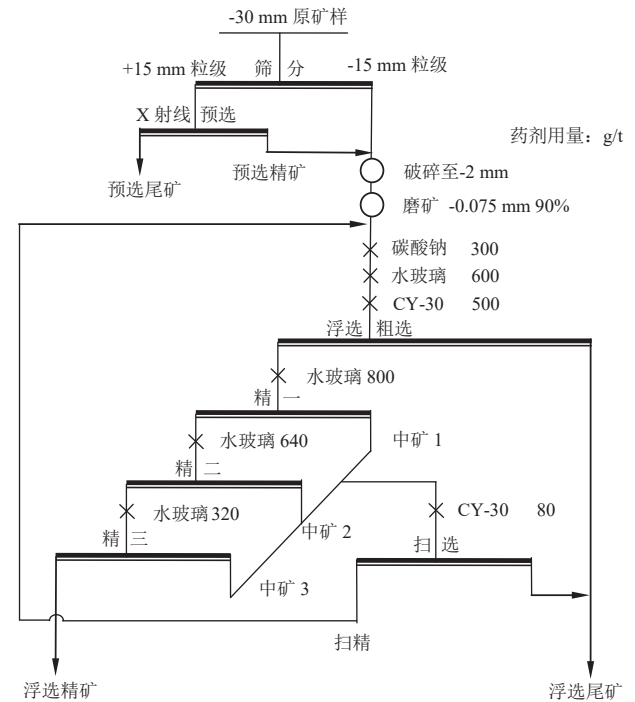 -30 mm 原矿样
+15 mm 粒级 筛 分 -15 mm 粒级
X 射线 预选
药剂用量：g/t
预选精矿
破碎至-2 mm
预选尾矿
磨矿 -0.075 mm 90%
碳酸钠 300
水玻璃 600
CY-30 500
浮选 粗选
水玻璃 800
精 一
中矿 1
水玻璃 640
精 二
水玻璃 320
CY-30 80
中矿 2
精 三
扫 选
中矿 3
扫精
浮选精矿
浮选尾矿